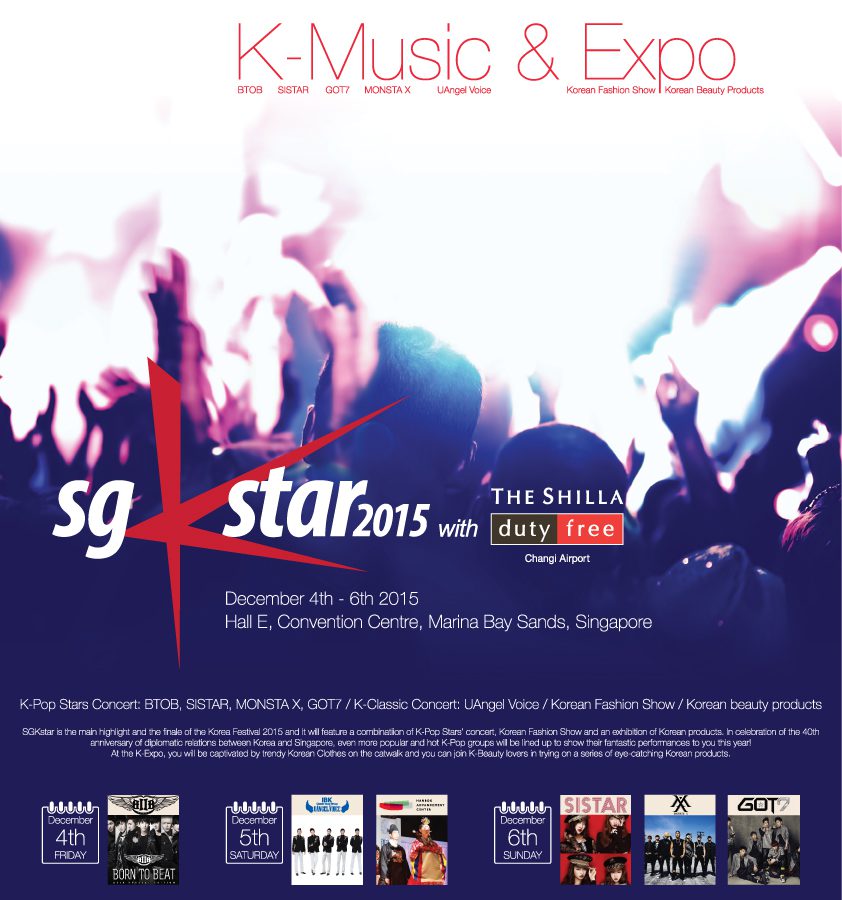 K-Music & Expo
BTOB SISTAR GOT7 MONSTA X UAngel Voice Korean Fashion Show Korean Beauty Products
sg K star2015 with
THE SHILLA
duty free
Changi Airport
December 4th - 6th 2015
Hall E, Convention Centre, Marina Bay Sands, Singapore
K-Pop Stars Concert: BTOB, SISTAR, MONSTA X, GOT7 / K-Classic Concert: UAngel Voice / Korean Fashion Show / Korean beauty products
SGKstar is the main highlight and the finale of the Korea Festival 2015 and it will feature a combinatiion of K-Pop Stars' concert, Korean Fashion Show and an exhibition of Korean products. In celebration of the 40th
anniversary of diplomatic relations between Korea and Singapore, even more popular and hot K-Pop groups will be lined up to show their fantastic performances to you this year!
At the K-Expo, you will be captivated by trendy Korean Clothes on the catwalk and you can join K-Beauty lovers in trying on a series of eye-catching Korean products.
December
4th
FRIDAY
BTOB
BORN TO BEAT
December
5th
SATURDAY
IBK
UANGELVOICE
HANBOK
ARRANGEMENT
CENTER
December
6th
SUNDAY
SISTAR
GOT7